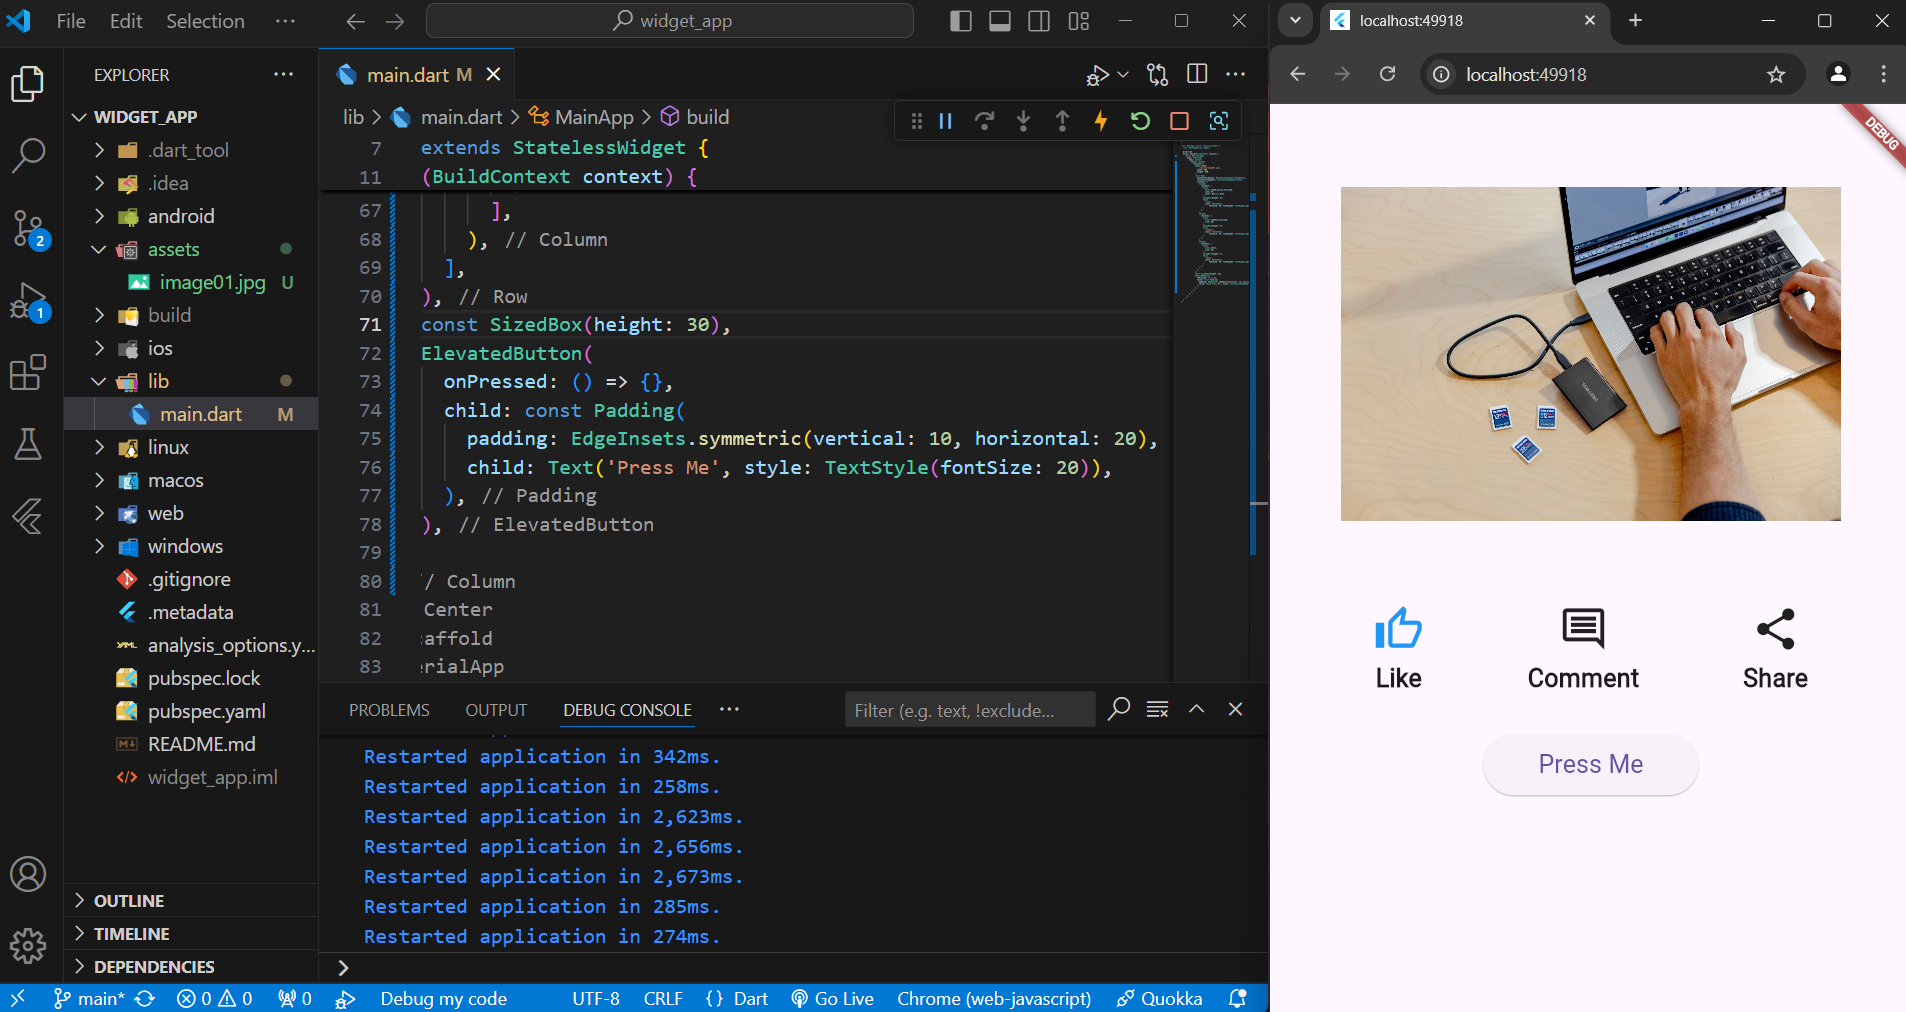 File Edit Selection ···
widget_app
EXPLORER
WIDGET_APP
.dart_tool
.idea
android
assets
image01.jpg U
build
ios
lib
main.dart M
linux
macos
web
windows
.gitignore
.metadata
analysis_options.y...
pubspec.lock
pubspec.yaml
README.md
widget_app.iml
OUTLINE
TIMELINE
DEPENDENCIES
main.dart M
lib > main.dart > MainApp > build
7 extends StatelessWidget {
11 (BuildContext context) {
67 ],
68 ), // Column
69 ],
70 ), // Row
71 const SizedBox(height: 30),
72 ElevatedButton(
73 onPressed: () => {},
74 child: const Padding(
75 padding: EdgeInsets.symmetric(vertical: 10, horizontal: 20),
76 child: Text('Press Me', style: TextStyle(fontSize: 20)),
77 ), // Padding
78 ), // ElevatedButton
79
80 / Column
81 Center
82 affold
83 rialApp
PROBLEMS OUTPUT DEBUG CONSOLE ···
Filter (e.g. text, !exclude...
Restarted application in 342ms.
Restarted application in 258ms.
Restarted application in 2,623ms.
Restarted application in 2,656ms.
Restarted application in 2,673ms.
Restarted application in 285ms.
Restarted application in 274ms.
main* 0 0 0 Debug my code UTF-8 CRLF {} Dart Go Live Chrome (web-javascript) Quokka
2
1
localhost:49918
localhost:49918
DEBUG
Like
Comment
Share
Press Me